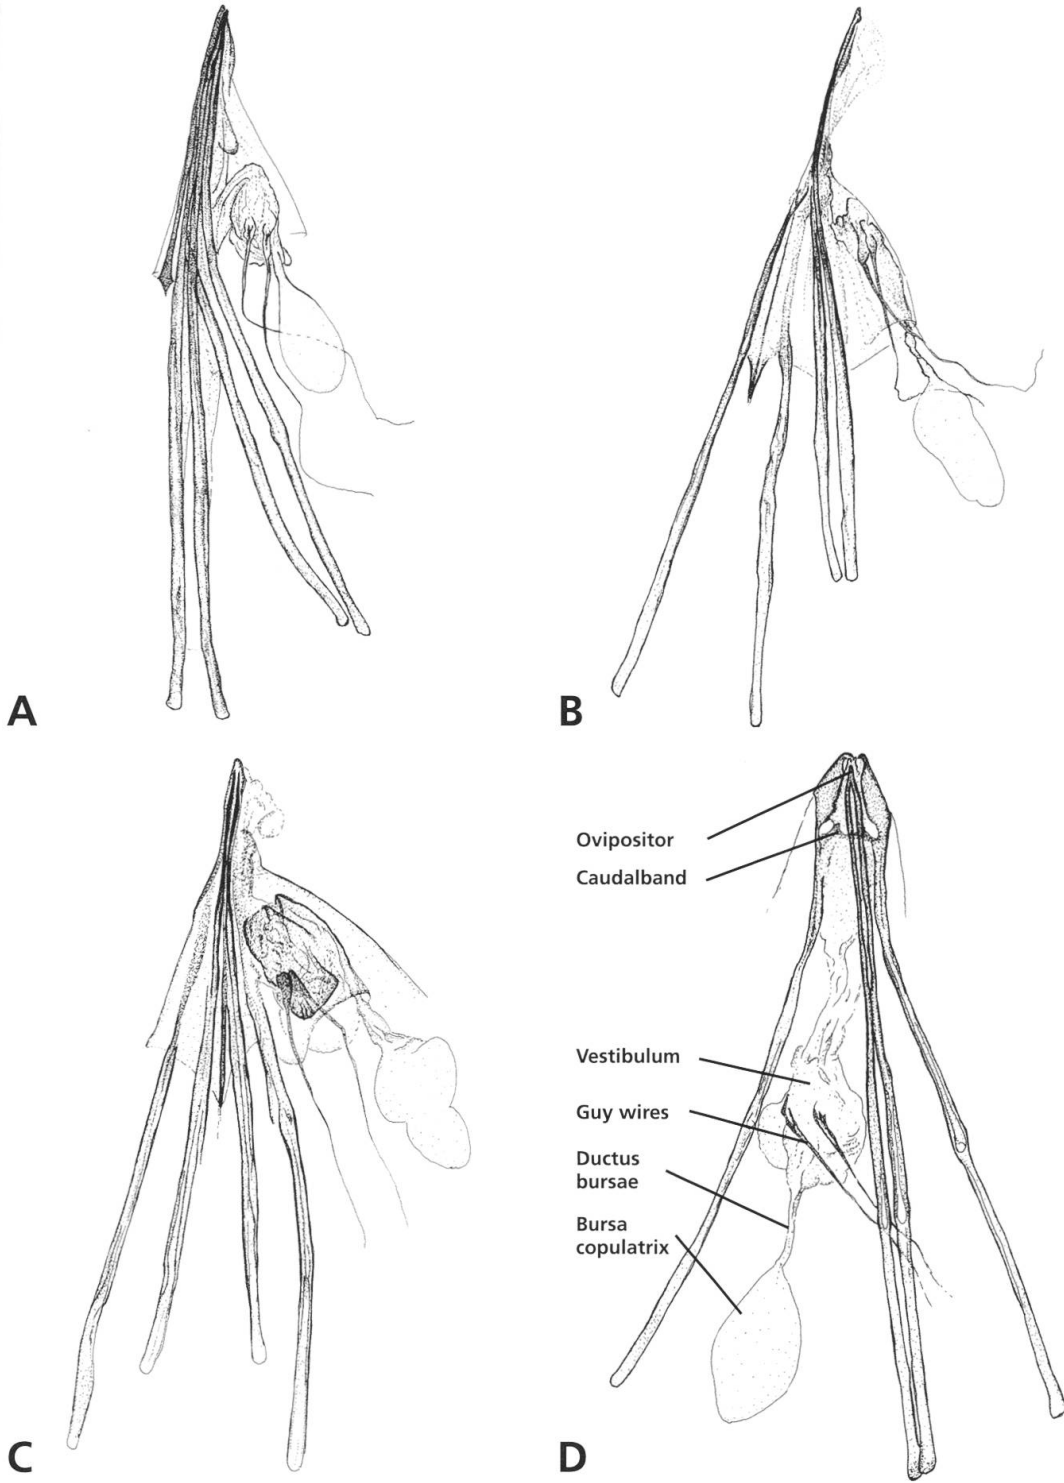 A
B
C
Ovipositor
Caudalband
Vestibulum
Guy wires
Ductus
bursae
Bursa
copulatrix
D